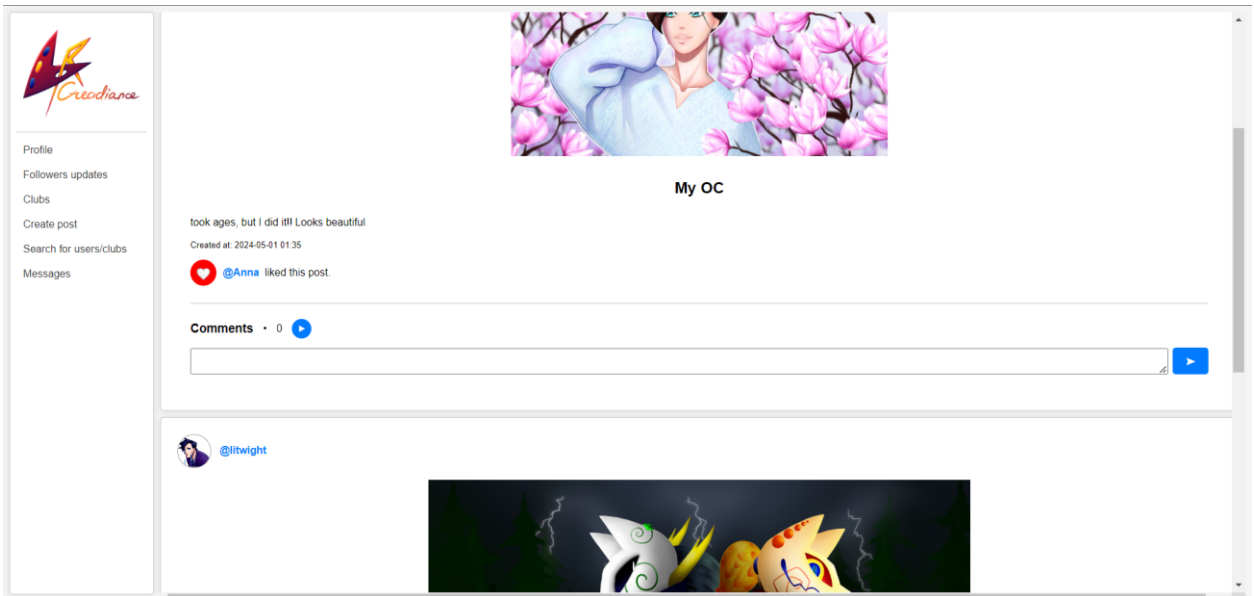 Creadiance
Profile
Followers updates
Clubs
Create post
Search for users/clubs
Messages
My OC
took ages, but I did it!! Looks beautiful
Created at: 2024-05-01 01:35
@Anna liked this post.
Comments • 0
@litwight